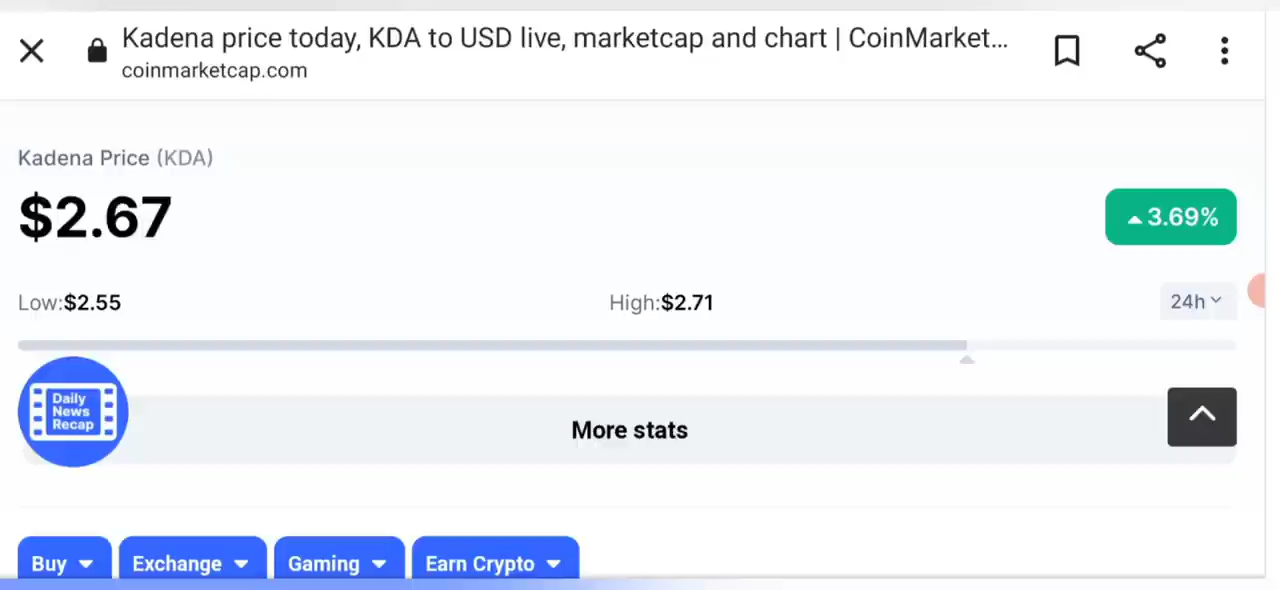 Kadena price today, KDA to USD live, marketcap and chart | CoinMarket...
coinmarketcap.com
Kadena Price (KDA)
$2.67
3.69%
Low:$2.55
High:$2.71
24h
Daily
News
Recap
More stats
Buy
Exchange
Gaming
Earn Crypto